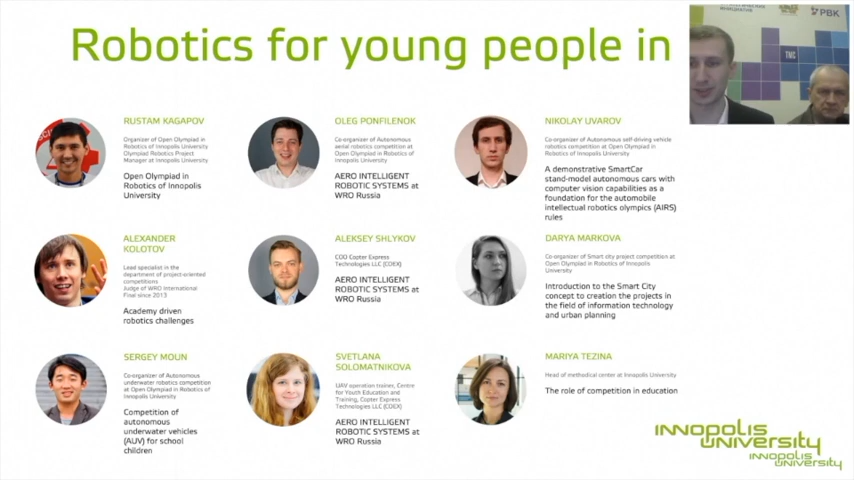 Robotics for young people in
РВК
TMC
RUSTAM KAGAPOV
Organizer of Open Olympiad in
Robotics of Innopolis University
Olympiad Robotics Project
Manager at Innopolis University
Open Olympiad in
Robotics of Innopolis
University
OLEG PONFILENOK
Co-organizer of Autonomous
aerial robotics competition at
Open Olympiad in Robotics of
Innopolis University
AERO INTELLIGENT
ROBOTIC SYSTEMS at
WRO Russia
NIKOLAY UVAROV
Co-organizer of Autonomous self-driving vehicle
robotics competition at Open Olympiad in
Robotics of Innopolis University
A demonstrative SmartCar
stand-model autonomous cars with
computer vision capabilities as a
foundation for the automobile
intellectual robotics olympics (AIRS)
rules
ALEXANDER
KOLOTOV
Lead specialist in the
department of project-oriented
competitions
Judge of WRO International
Final since 2013
Academy driven
robotics challenges
ALEKSEY SHLYKOV
COO Copter Express
Technologies LLC (COEX)
AERO INTELLIGENT
ROBOTIC SYSTEMS at
WRO Russia
DARYA MARKOVA
Co-organizer of Smart city project competition at
Open Olympiad in Robotics of Innopolis
University
Introduction to the Smart City
concept to creation the projects in
the field of information technology
and urban planning
SERGEY MOUN
Co-organizer of Autonomous
underwater robotics competition
at Open Olympiad in Robotics of
Innopolis University
Competition of
autonomous
underwater vehicles
(AUV) for school
children
SVETLANA
SOLOMATNIKOVA
UAV operation trainer, Centre
for Youth Education and
Training, Copter Express
Technologies LLC (COEX)
AERO INTELLIGENT
ROBOTIC SYSTEMS at
WRO Russia
MARIYA TEZINA
Head of methodical center at Innopolis University
The role of competition in education
INNOPOLIS
UNIVERSITY
INNOPOLIS
UNIVERSITY